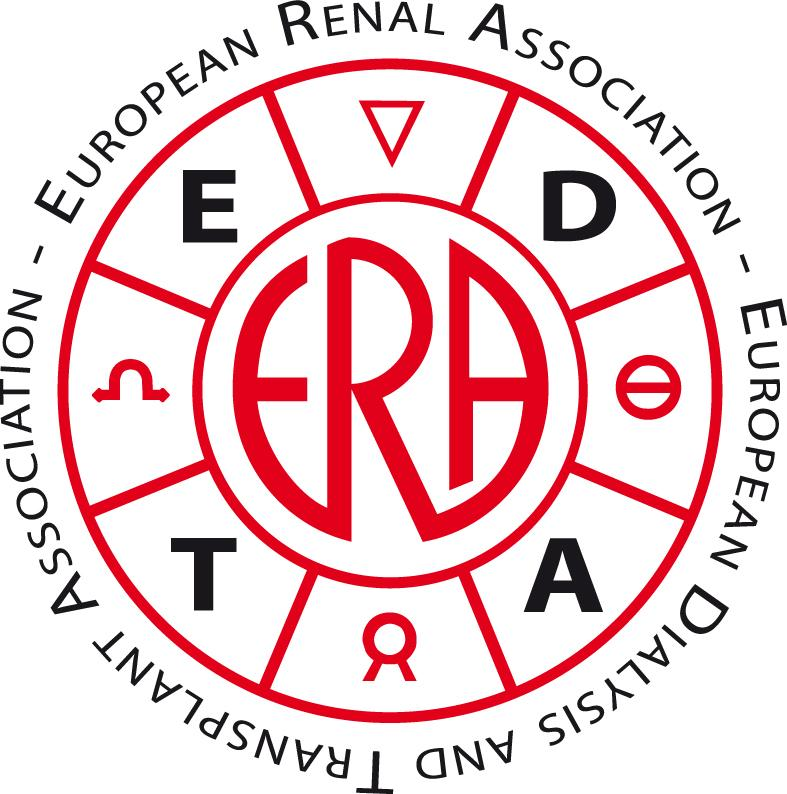 European Renal Association - European Dialysis and Transplant Association -
E D
ERA
T A